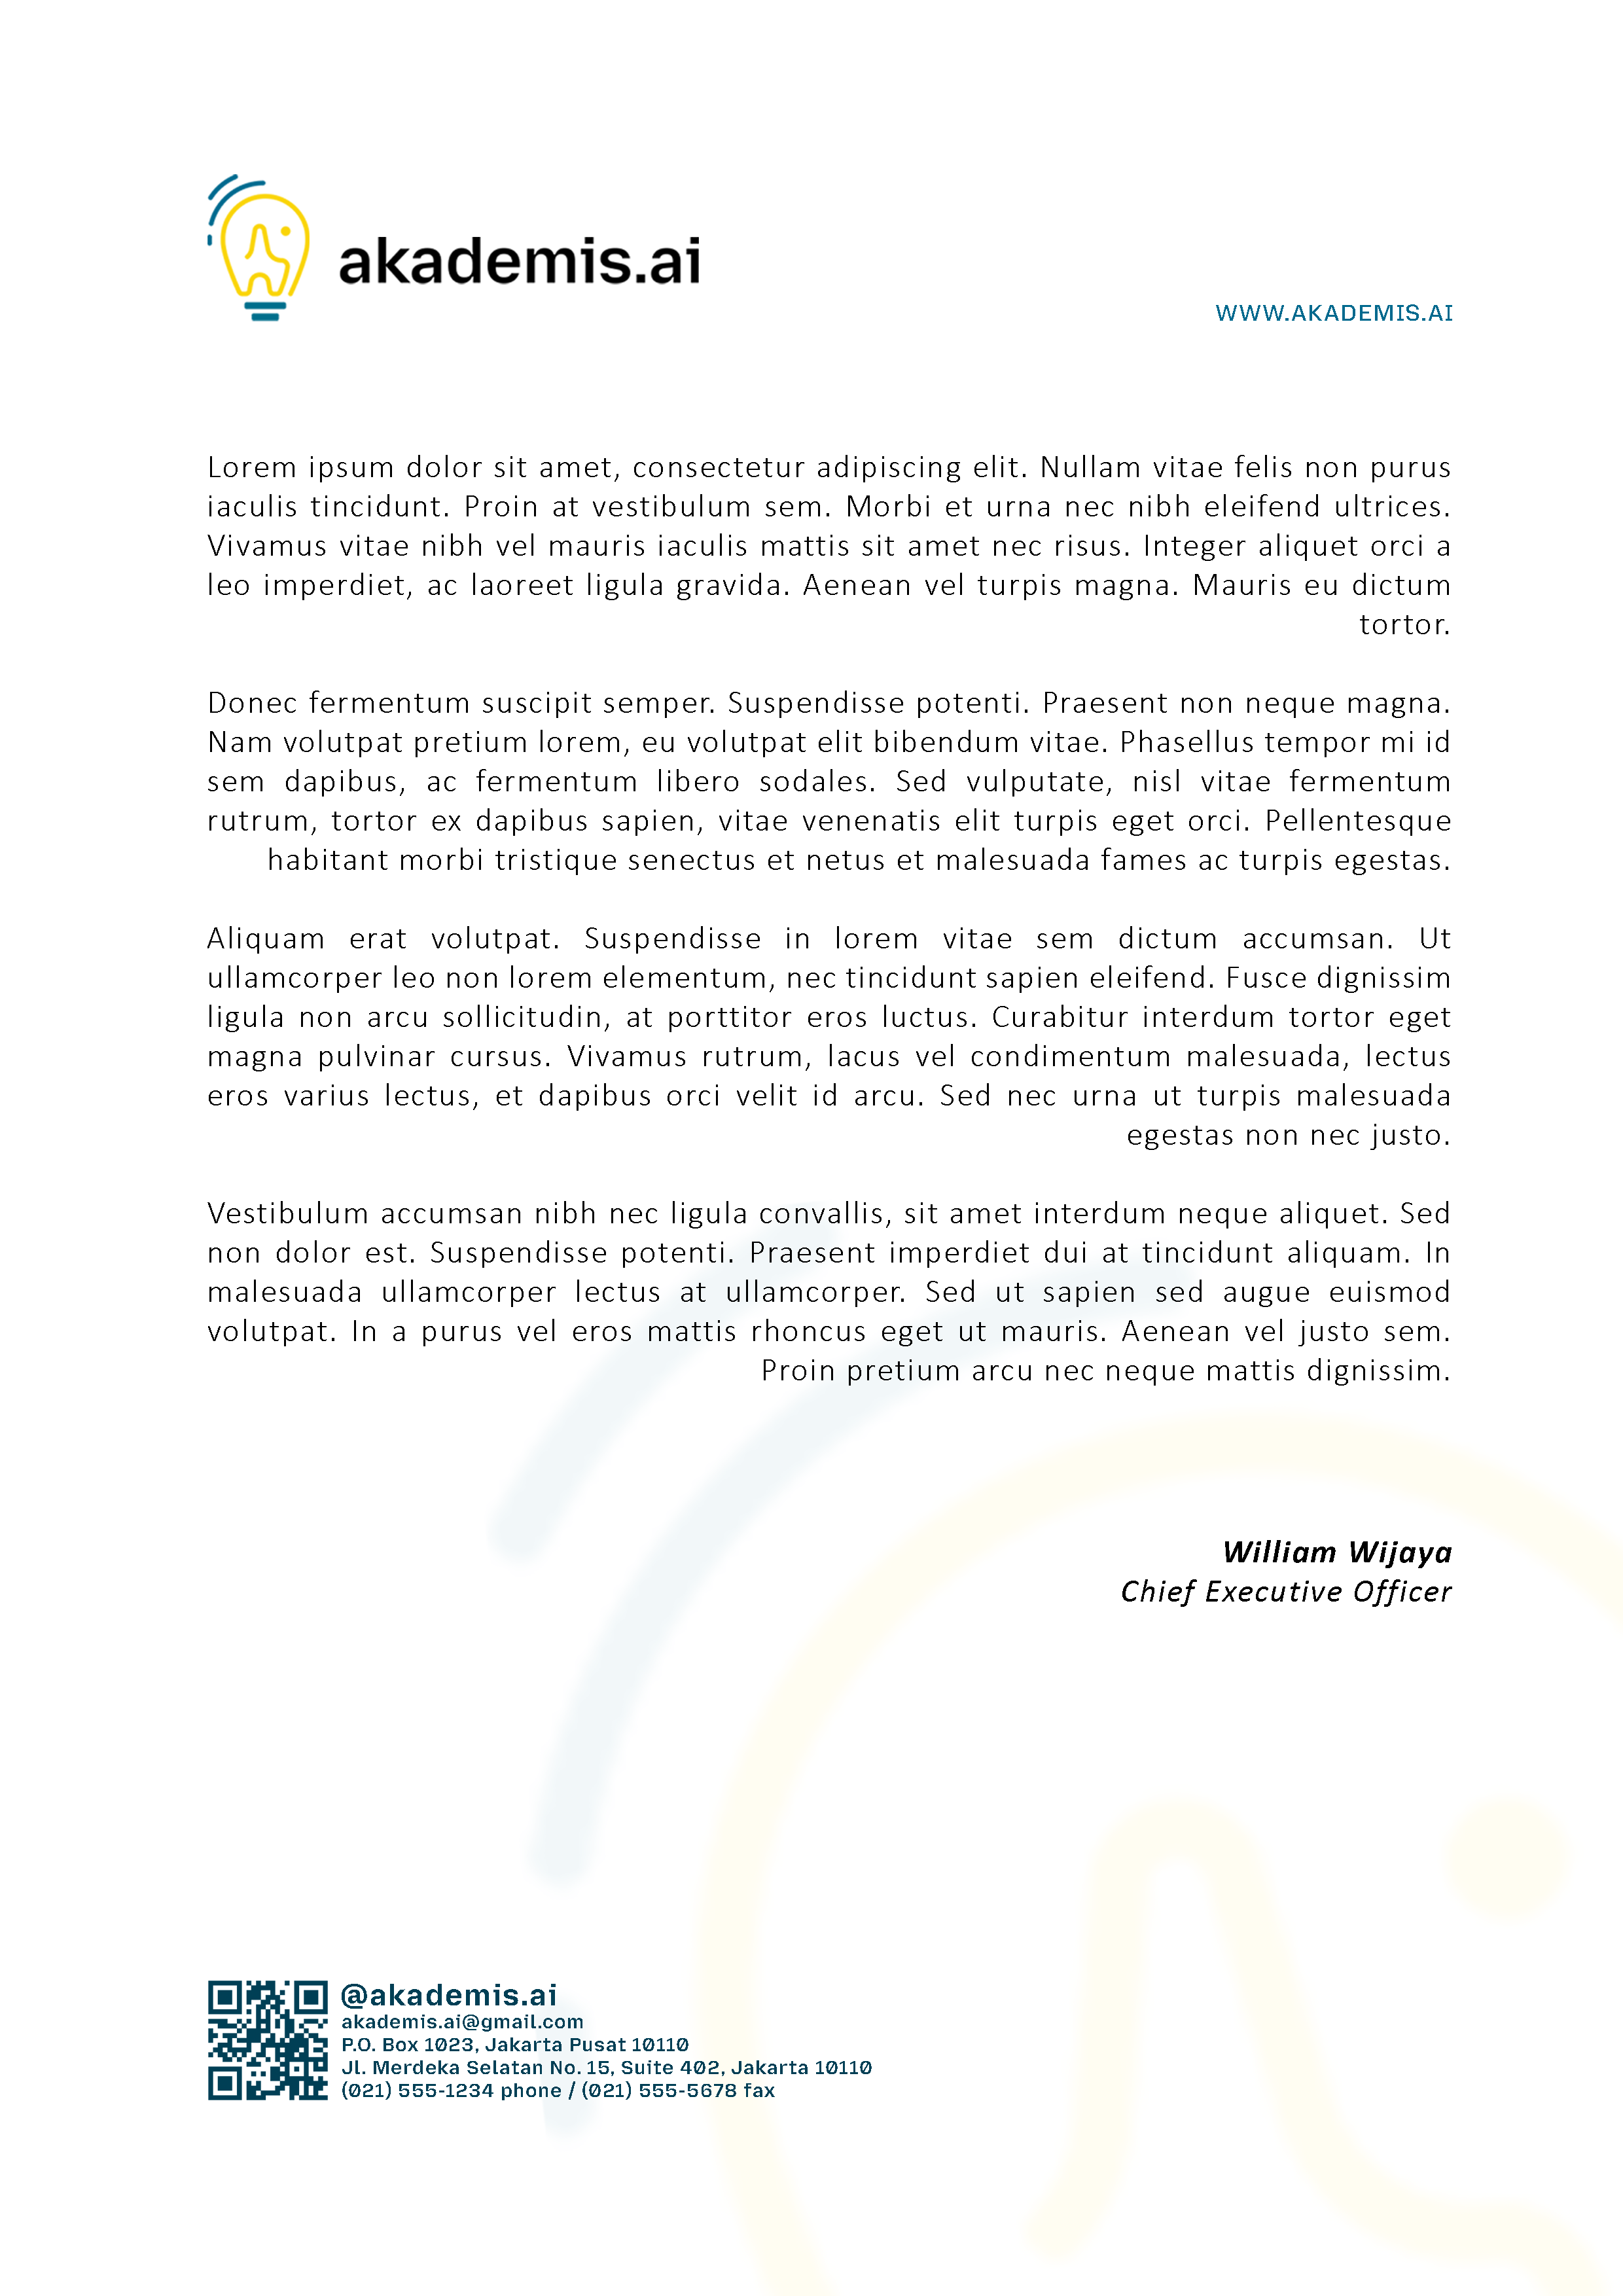 akademis.ai
WWW.AKADEMIS.AI
Lorem ipsum dolor sit amet, consectetur adipiscing elit. Nullam vitae felis non purus
iaculis tincidunt. Proin at vestibulum sem. Morbi et urna nec nibh eleifend ultrices.
Vivamus vitae nibh vel mauris iaculis mattis sit amet nec risus. Integer aliquet orci a
leo imperdiet, ac laoreet ligula gravida. Aenean vel turpis magna. Mauris eu dictum
tortor.
Donec fermentum suscipit semper. Suspendisse potenti. Praesent non neque magna.
Nam volutpat pretium lorem, eu volutpat elit bibendum vitae. Phasellus tempor mi id
sem dapibus, ac fermentum libero sodales. Sed vulputate, nisl vitae fermentum
rutrum, tortor ex dapibus sapien, vitae venenatis elit turpis eget orci. Pellentesque
habitant morbi tristique senectus et netus et malesuada fames ac turpis egestas.
Aliquam erat volutpat. Suspendisse in lorem vitae sem dictum accumsan. Ut
ullamcorper leo non lorem elementum, nec tincidunt sapien eleifend. Fusce dignissim
ligula non arcu sollicitudin, at porttitor eros luctus. Curabitur interdum tortor eget
magna pulvinar cursus. Vivamus rutrum, lacus vel condimentum malesuada, lectus
eros varius lectus, et dapibus orci velit id arcu. Sed nec urna ut turpis malesuada
egestas non nec justo.
Vestibulum accumsan nibh nec ligula convallis, sit amet interdum neque aliquet. Sed
non dolor est. Suspendisse potenti. Praesent imperdiet dui at tincidunt aliquam. In
malesuada ullamcorper lectus at ullamcorper. Sed ut sapien sed augue euismod
volutpat. In a purus vel eros mattis rhoncus eget ut mauris. Aenean vel justo sem.
Proin pretium arcu nec neque mattis dignissim.
William Wijaya
Chief Executive Officer
@akademis.ai
akademis.ai@gmail.com
P.O. Box 1023, Jakarta Pusat 10110
Jl. Merdeka Selatan No. 15, Suite 402, Jakarta 10110
(021) 555-1234 phone / (021) 555-5678 fax